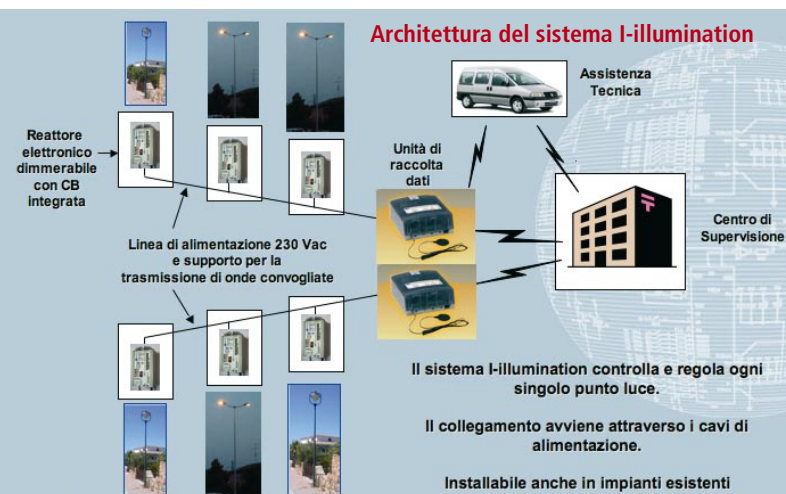 Architettura del sistema I-illumination
Assistenza
Tecnica
Reattore
elettronico
dimmerabile
con CB
integrata
Unità di
raccolta
dati
Centro di
Supervisione
Linea di alimentazione 230 Vac
e supporto per la
trasmissione di onde convogliate
Il sistema I-illumination controlla e regola ogni
singolo punto luce.
Il collegamento avviene attraverso i cavi di
alimentazione.
Installabile anche in impianti esistenti